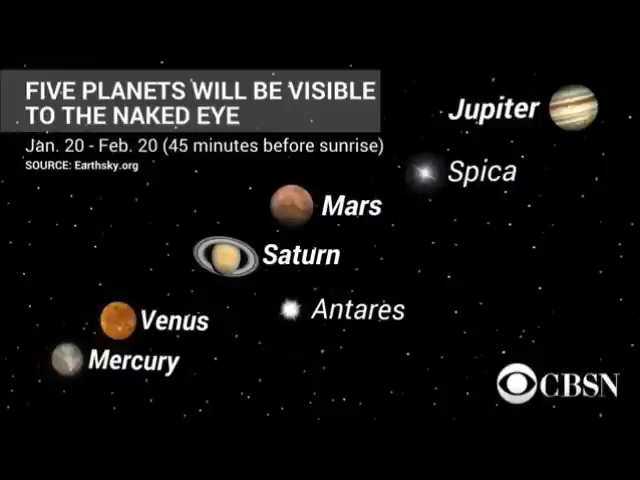 FIVE PLANETS WILL BE VISIBLE
TO THE NAKED EYE
Jan. 20 - Feb. 20 (45 minutes before sunrise)
SOURCE: Earthsky.org
Jupiter
Spica
Mars
Saturn
Antares
Venus
Mercury
CBSN